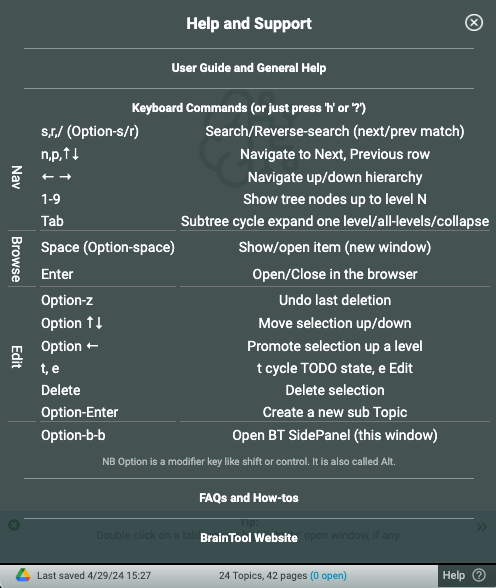 Help and Support
User Guide and General Help
Keyboard Commands (or just press 'h' or '?')
Nav
s,r,/ (Option-s/r) Search/Reverse-search (next/prev match)
n,p,↑↓ Navigate to Next, Previous row
← → Navigate up/down hierarchy
1-9 Show tree nodes up to level N
Tab Subtree cycle expand one level/all-levels/collapse
Browse
Space (Option-space) Show/open item (new window)
Enter Open/Close in the browser
Edit
Option-z Undo last deletion
Option ↑↓ Move selection up/down
Option ← Promote selection up a level
t, e t cycle TODO state, e Edit
Delete Delete selection
Option-Enter Create a new sub Topic
Option-b-b Open BT SidePanel (this window)
NB Option is a modifier key like shift or control. It is also called Alt.
FAQs and How-tos
Tip:
Double click on a open window, if any
BrainTool Website
Last saved 4/29/24 15:27 24 Topics, 42 pages (0 open) Help